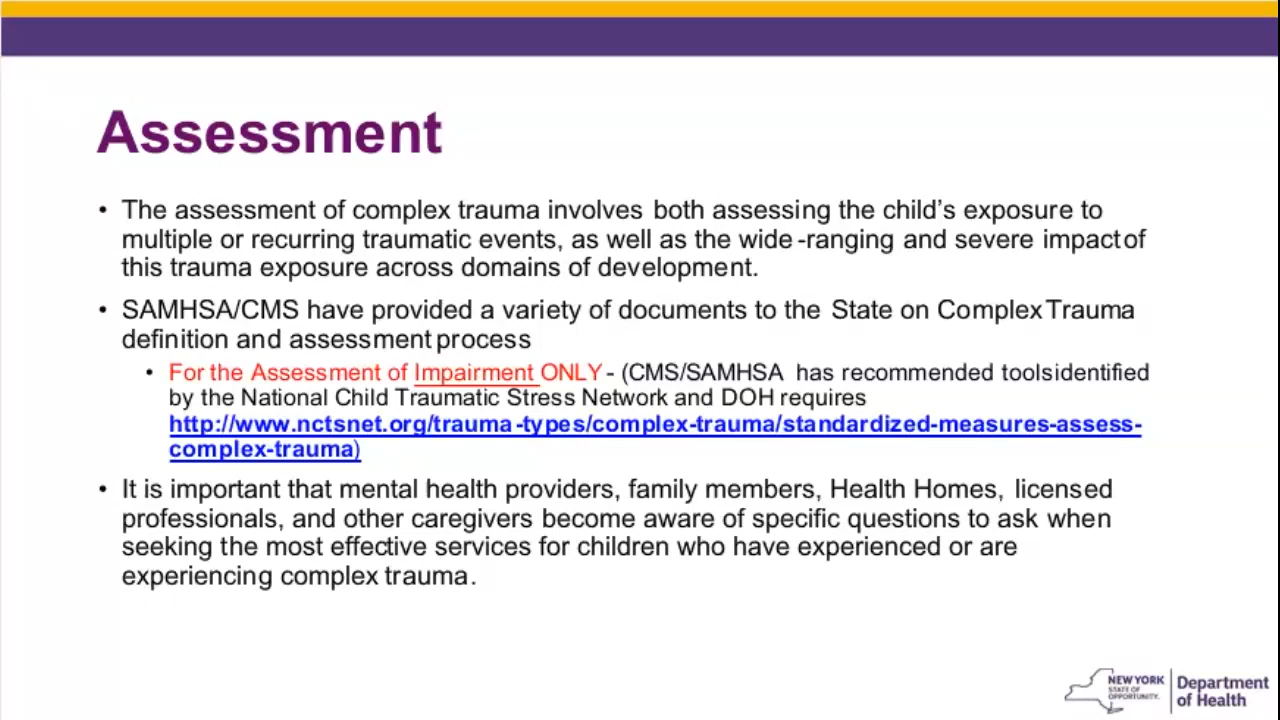 Assessment
• The assessment of complex trauma involves both assessing the child's exposure to
multiple or recurring traumatic events, as well as the wide-ranging and severe impact of
this trauma exposure across domains of development.
• SAMHSA/CMS have provided a variety of documents to the State on Complex Trauma
definition and assessment process
• For the Assessment of Impairment ONLY - (CMS/SAMHSA has recommended tools identified
by the National Child Traumatic Stress Network and DOH requires
http://www.nctsnet.org/trauma-types/complex-trauma/standardized-measures-assess-
complex-trauma)
• It is important that mental health providers, family members, Health Homes, licensed
professionals, and other caregivers become aware of specific questions to ask when
seeking the most effective services for children who have experienced or are
experiencing complex trauma.
NEW YORK
STATE OF
OPPORTUNITY.
Department
of Health